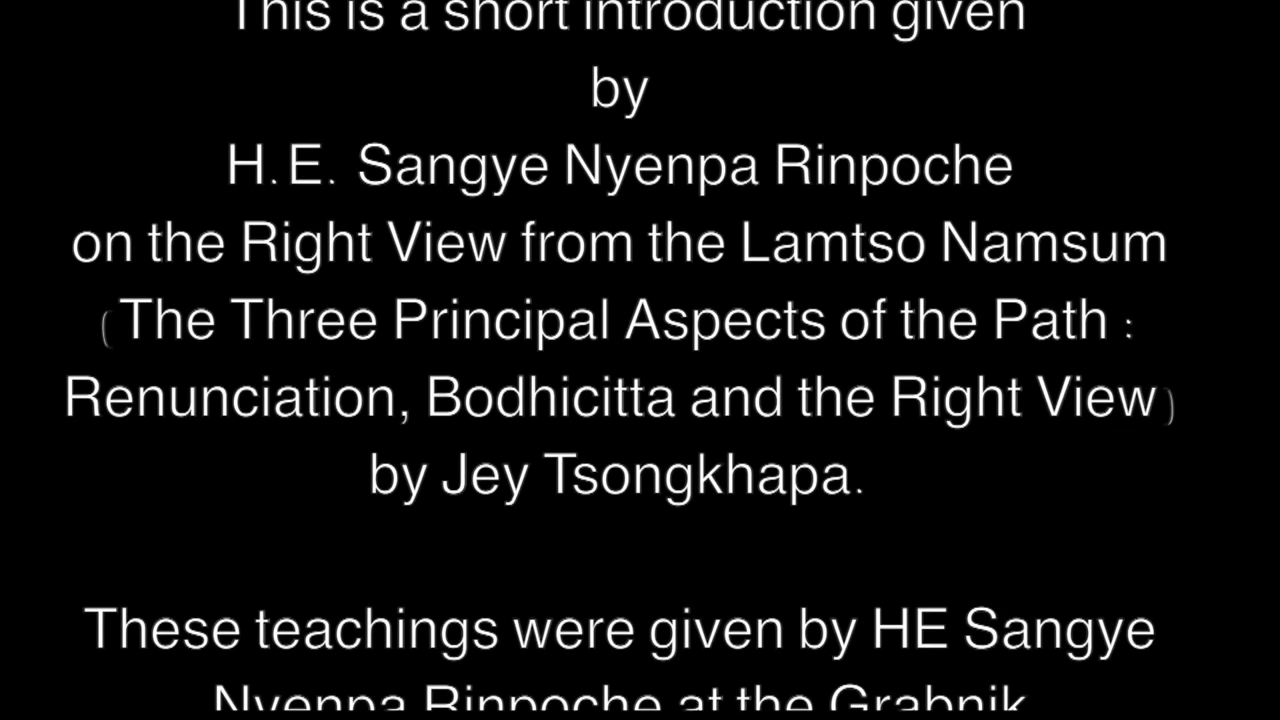 This is a short introduction given
by
H.E. Sangye Nyenpa Rinpoche
on the Right View from the Lamtso Namsum
(The Three Principal Aspects of the Path :
Renunciation, Bodhicitta and the Right View)
by Jey Tsongkhapa.
These teachings were given by HE Sangye
Nyenpa Rinpoche at the Grabnik